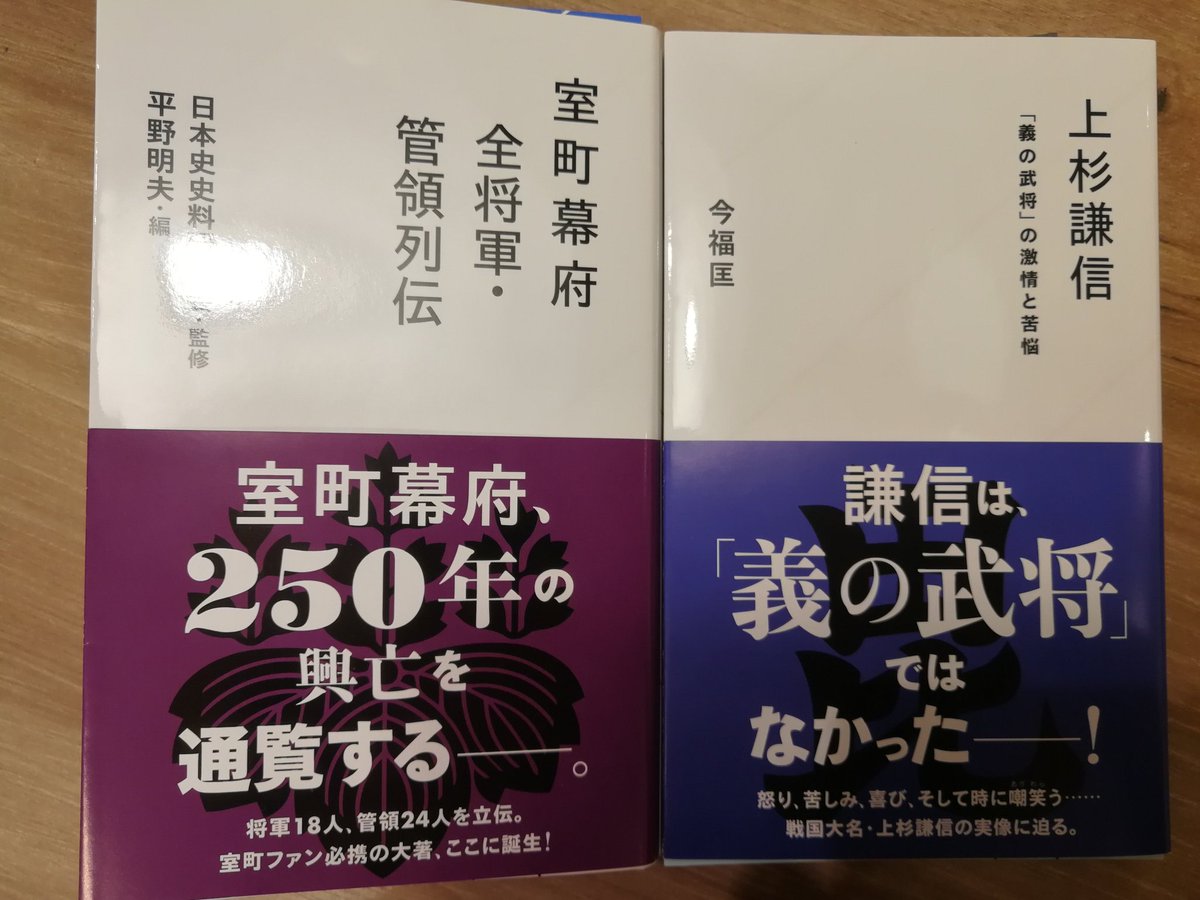 室町幕府
全将軍・
管領列伝
日本史史料 監修
平野明夫・編
室町幕府、
250年の
興亡を
通覧する――。
将軍18人、管領24人を立伝。
室町ファン必携の大著、ここに誕生！
上杉謙信
「義の武将」の激情と苦悩
今福匡
謙信は、
「義の武将」
では
なかった――！
怒り、苦しみ、喜び、そして時に嘲笑う……
戦国大名・上杉謙信の実像に迫る。
毘